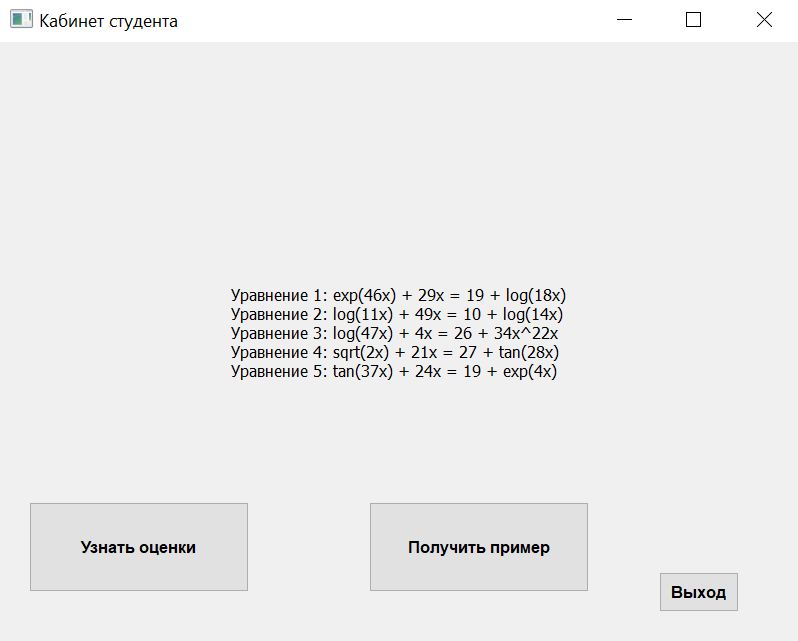 Кабинет студента
Уравнение 1: exp(46x) + 29x = 19 + log(18x)
Уравнение 2: log(11x) + 49x = 10 + log(14x)
Уравнение 3: log(47x) + 4x = 26 + 34x^22x
Уравнение 4: sqrt(2x) + 21x = 27 + tan(28x)
Уравнение 5: tan(37x) + 24x = 19 + exp(4x)
Узнать оценки
Получить пример
Выход